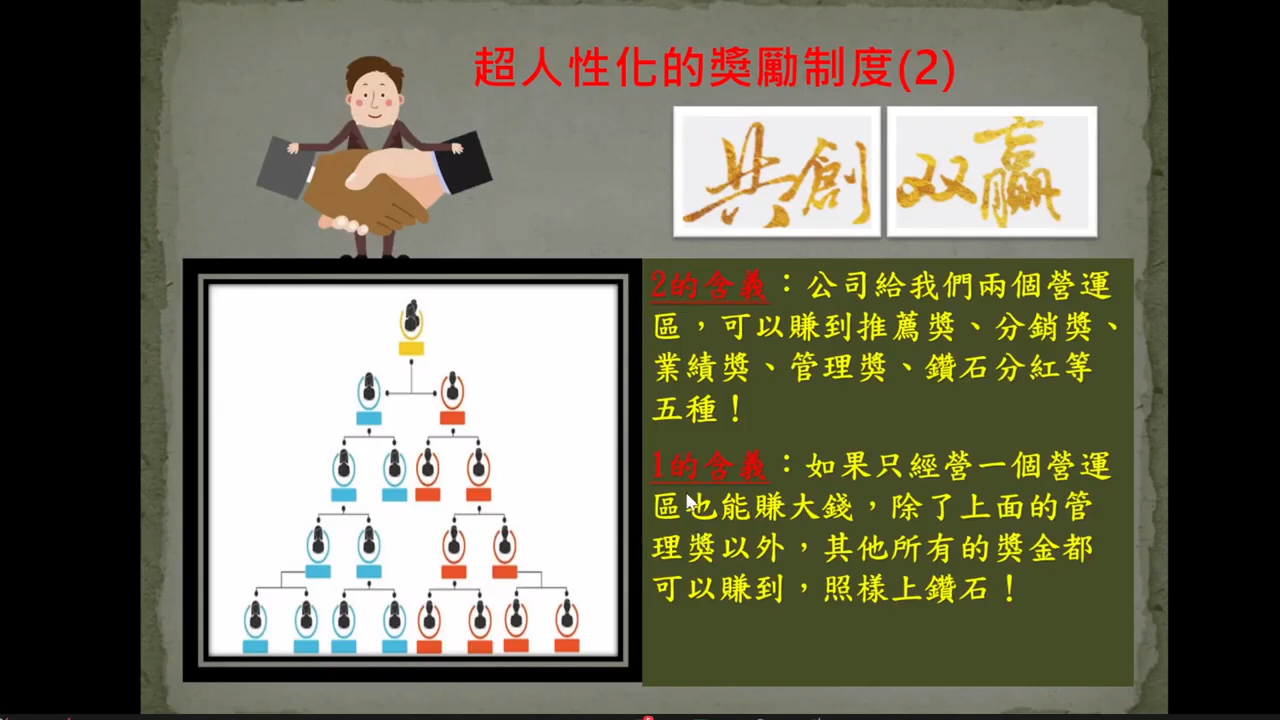 超人性化的獎勵制度(2)
共創
双贏
2的含義：公司給我們兩個營運
區，可以賺到推薦獎、分銷獎、
業績獎、管理獎、鑽石分紅等
五種！
1的含義：如果只經營一個營運
區也能賺大錢，除了上面的管
理獎以外，其他所有的獎金都
可以賺到，照樣上鑽石！